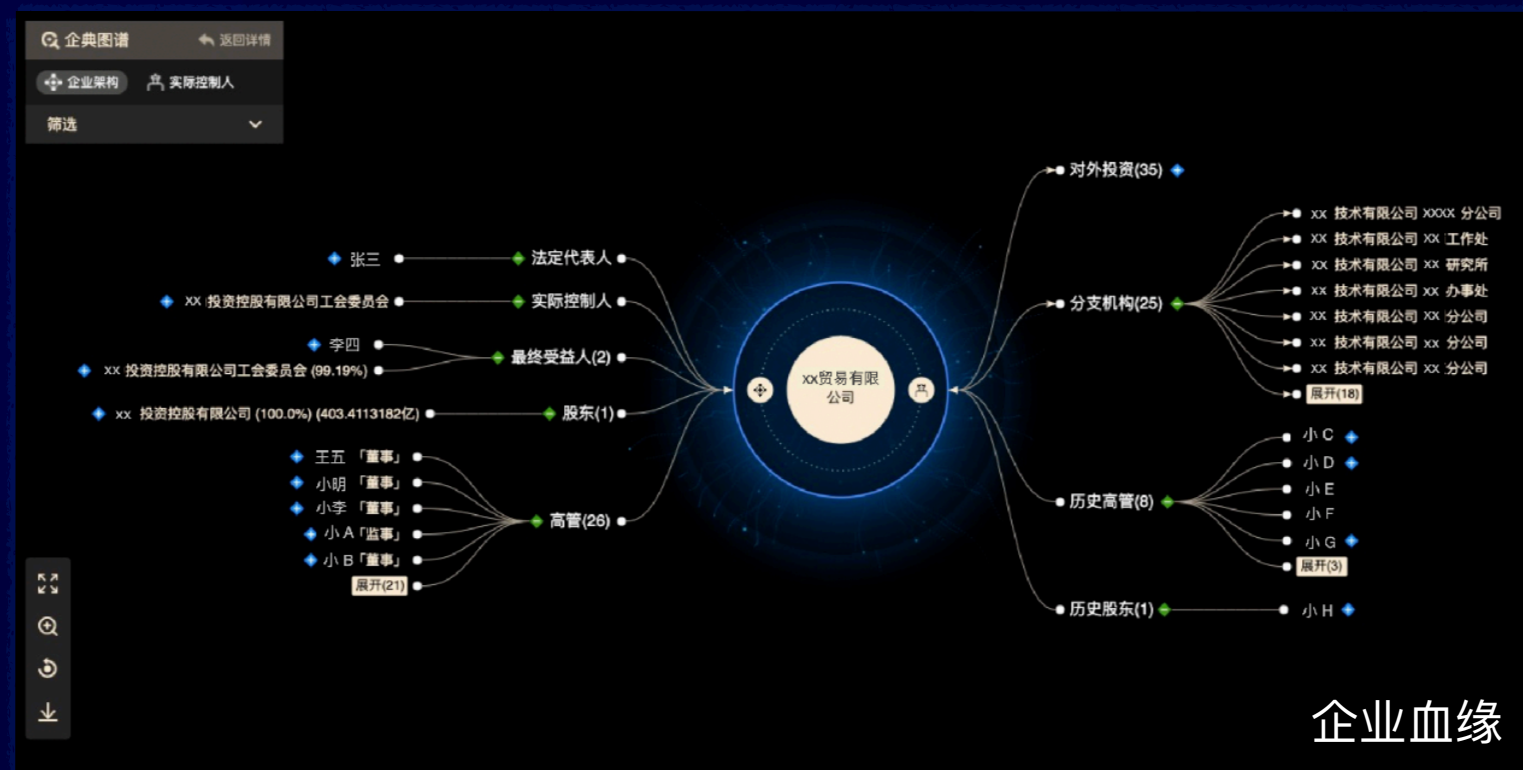 企典图谱
返回详情
企业架构
实际控制人
筛选
张三
法定代表人
xx 投资控股有限公司工会委员会
实际控制人
李四
xx 投资控股有限公司工会委员会 (99.19%)
最终受益人(2)
xx 投资控股有限公司 (100.0%) (403.4113182亿)
股东(1)
王五「董事」
小明「董事」
小李「董事」
小 A「监事」
小 B「董事」
展开(21)
高管(26)
xx贸易有限
公司
对外投资(35)
分支机构(25)
xx 技术有限公司 xxxx 分公司
xx 技术有限公司 xx 工作处
xx 技术有限公司 xx 研究所
xx 技术有限公司 xx 办事处
xx 技术有限公司 xx 分公司
xx 技术有限公司 xx 分公司
xx 技术有限公司 xx 分公司
展开(18)
历史高管(8)
小 C
小 D
小 E
小 F
小 G
展开(3)
历史股东(1)
小 H
企业血缘